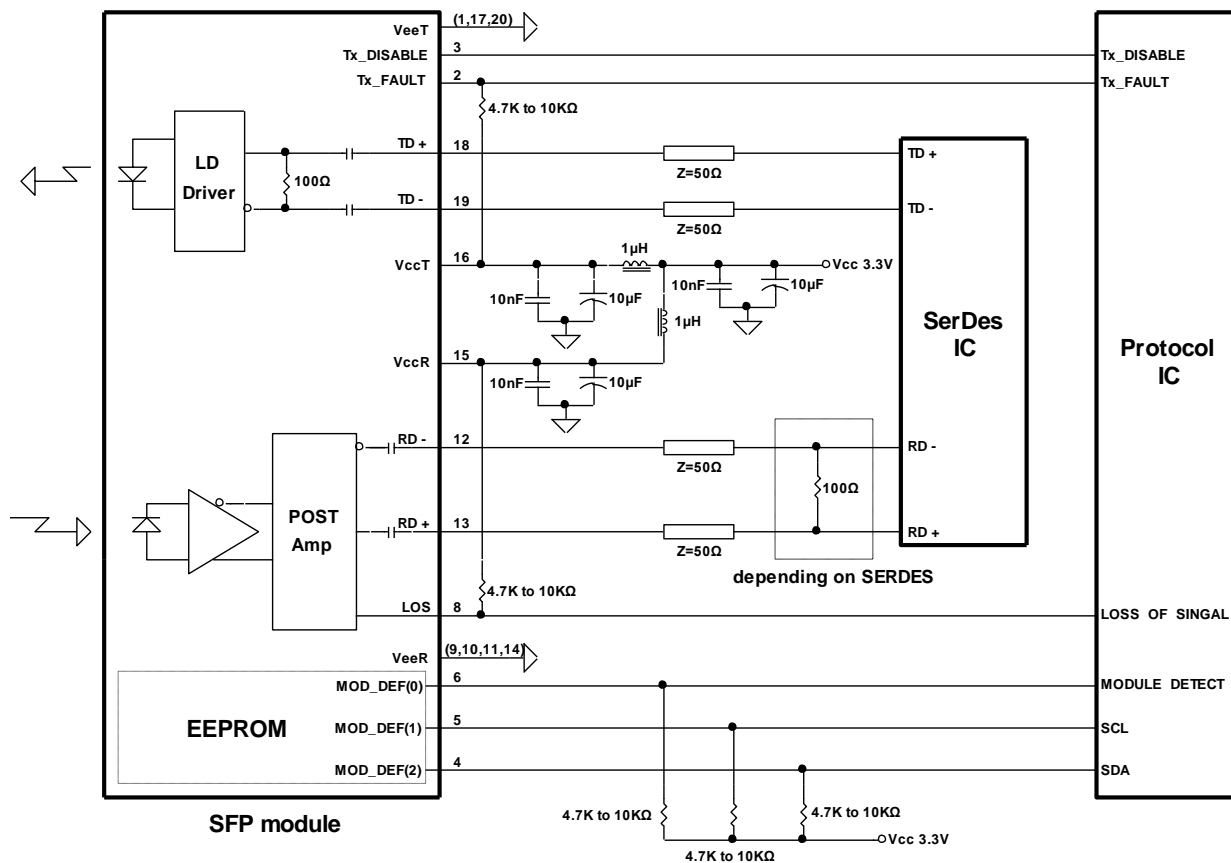 VeeT
(1,17,20)
Tx_DISABLE
3
Tx_DISABLE
Tx_FAULT
2
Tx_FAULT
4.7K to 10KΩ
LD
Driver
100Ω
TD +
18
Z=50Ω
TD +
TD -
19
Z=50Ω
TD -
VccT
16
1µH
Vcc 3.3V
10nF
10µF
10nF
10µF
1µH
SerDes
IC
Protocol
IC
VccR
15
10nF
10µF
RD -
12
Z=50Ω
RD -
100Ω
POST
Amp
RD +
13
Z=50Ω
RD +
depending on SERDES
4.7K to 10KΩ
LOS
8
LOSS OF SINGAL
VeeR
(9,10,11,14)
MOD_DEF(0)
6
MODULE DETECT
EEPROM
MOD_DEF(1)
5
SCL
MOD_DEF(2)
4
SDA
SFP module
4.7K to 10KΩ
4.7K to 10KΩ
Vcc 3.3V
4.7K to 10KΩ